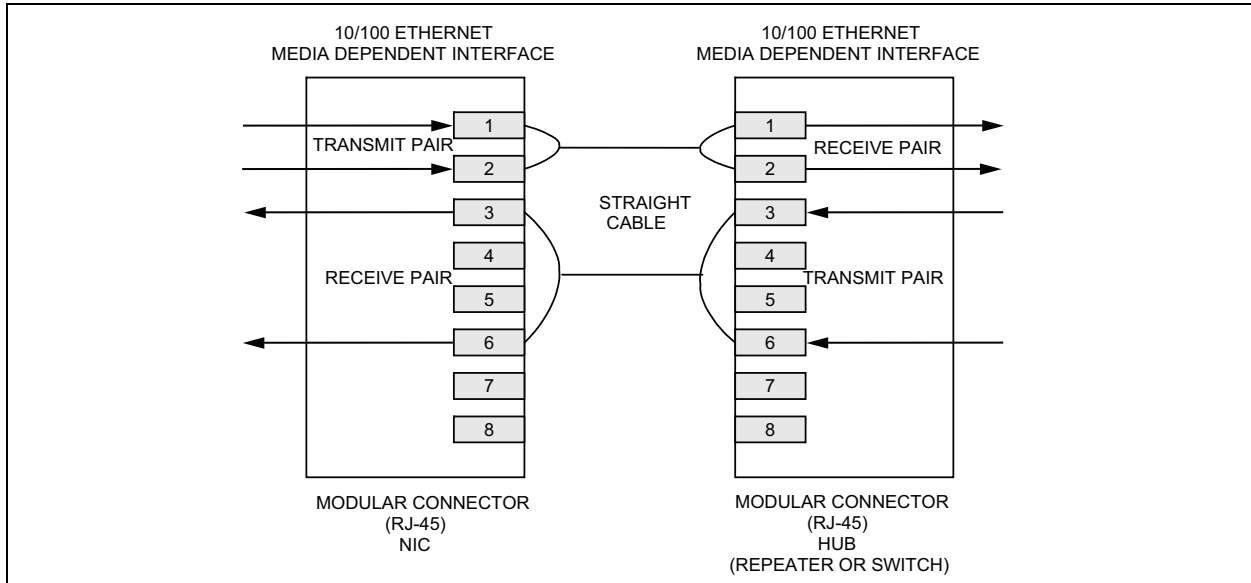 10/100 ETHERNET
MEDIA DEPENDENT INTERFACE
10/100 ETHERNET
MEDIA DEPENDENT INTERFACE
1
TRANSMIT PAIR
2
3
4
RECEIVE PAIR
5
6
7
8
STRAIGHT
CABLE
1
RECEIVE PAIR
2
3
4
TRANSMIT PAIR
5
6
7
8
MODULAR CONNECTOR
(RJ-45)
NIC
MODULAR CONNECTOR
(RJ-45)
HUB
(REPEATER OR SWITCH)